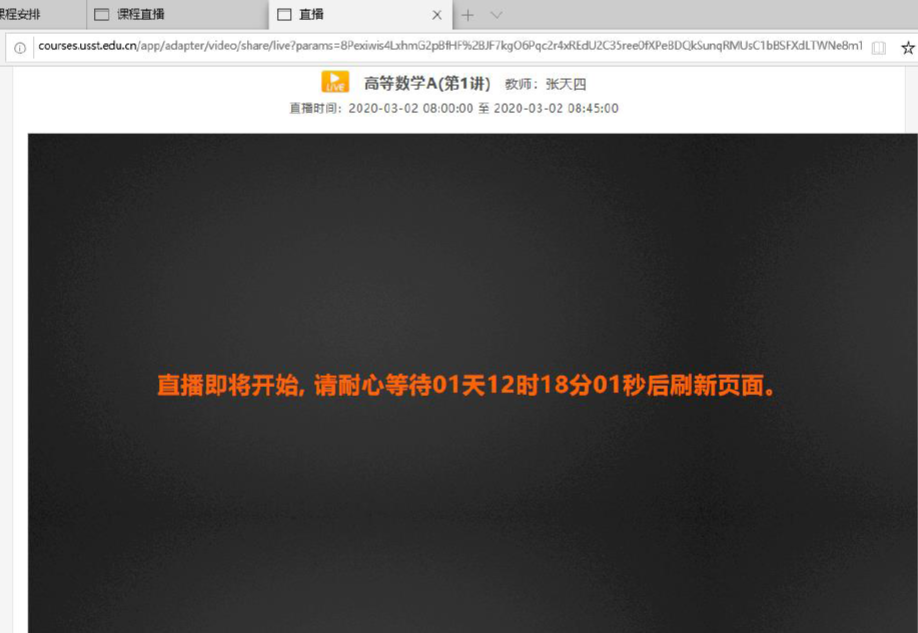 课程安排
课程直播
直播
courses.usst.edu.cn/app/adapter/video/share/live?params=8Pexiwis4LxhmG2pBfHF%2BJF7kgO6Pqc2r4xREdU2C35ree0fXPeBDQkSunqRMUsC1bBSFXdLTWNe8m1
LIVE 高等数学A(第1讲) 教师：张天四
直播时间：2020-03-02 08:00:00 至 2020-03-02 08:45:00
直播即将开始, 请耐心等待01天12时18分01秒后刷新页面。